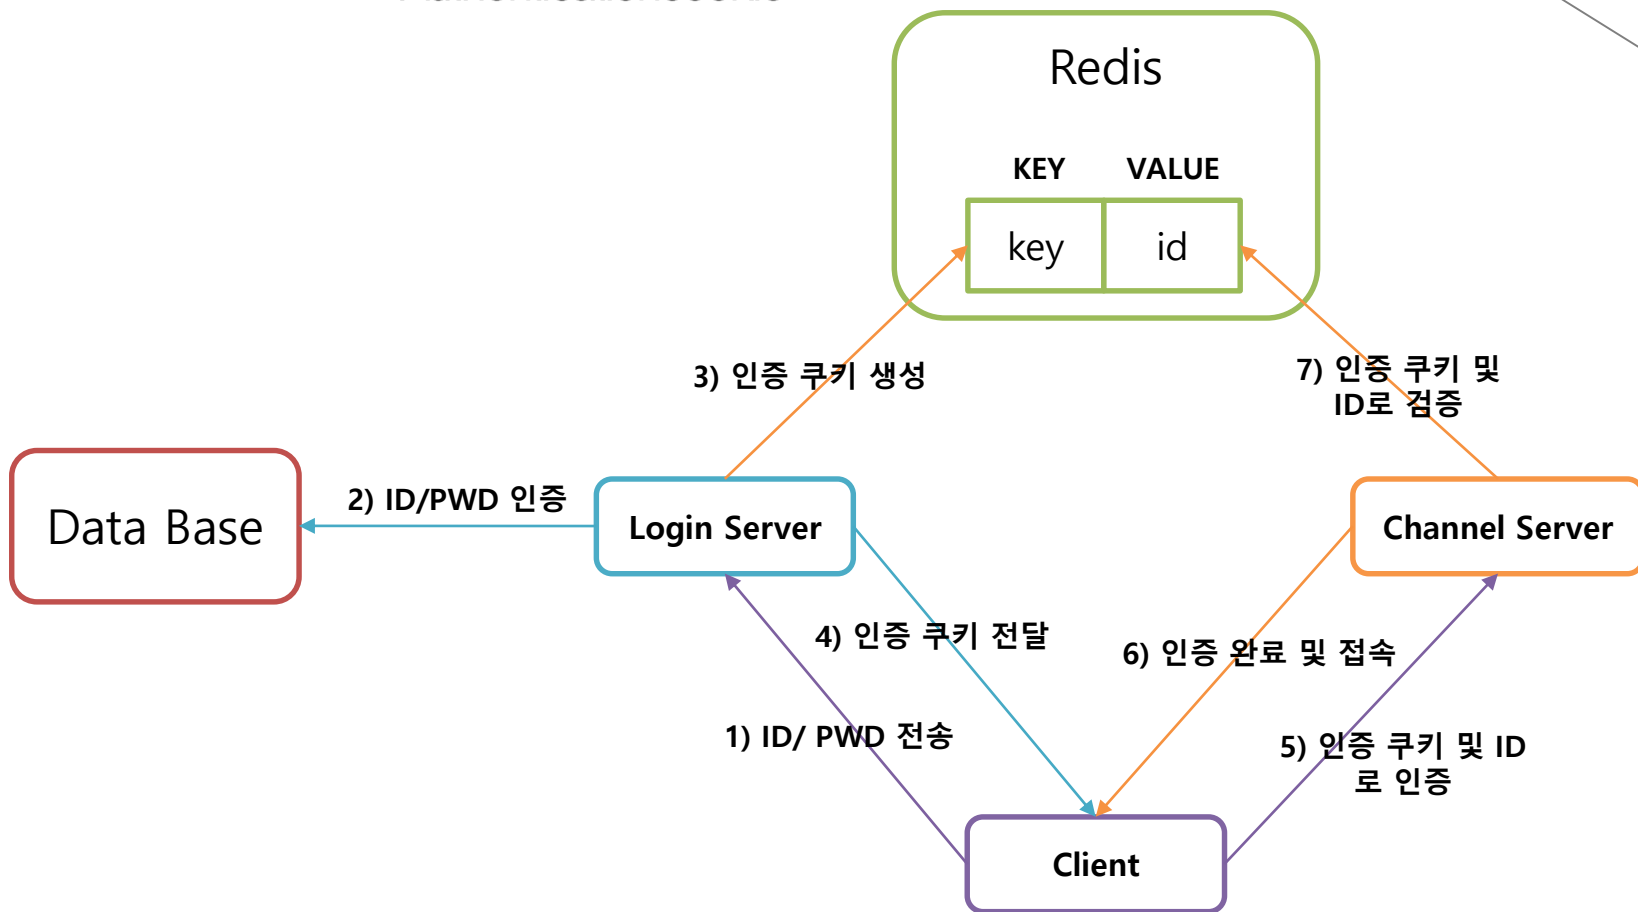 Redis
KEY VALUE
key id
3) 인증 쿠키 생성
7) 인증 쿠키 및
ID로 검증
Data Base
2) ID/PWD 인증
Login Server
Channel Server
4) 인증 쿠키 전달
6) 인증 완료 및 접속
1) ID/ PWD 전송
5) 인증 쿠키 및 ID
로 인증
Client